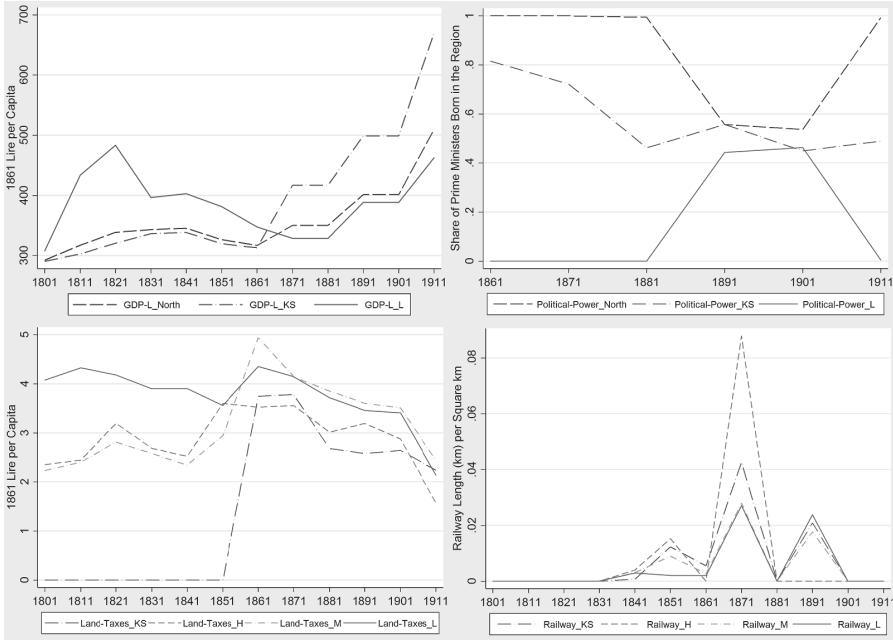 700
600
500
400
300
1861 Lire per Capita
1801 1811 1821 1831 1841 1851 1861 1871 1881 1891 1901 1911
GDP-L_North GDP-L_KS GDP-L_L
1
.8
.6
.4
.2
0
Share of Prime Ministers Born in the Region
1861 1871 1881 1891 1901 1911
Political-Power_North Political-Power_KS Political-Power_L
5
4
3
2
1
0
1861 Lire per Capita
1801 1811 1821 1831 1841 1851 1861 1871 1881 1891 1901 1911
Land-Taxes_KS Land-Taxes_H Land-Taxes_M Land-Taxes_L
.08
.06
.04
.02
0
Railway Length (km) per Square km
1801 1811 1821 1831 1841 1851 1861 1871 1881 1891 1901 191
Railway_KS Railway_H Railway_M Railway_L